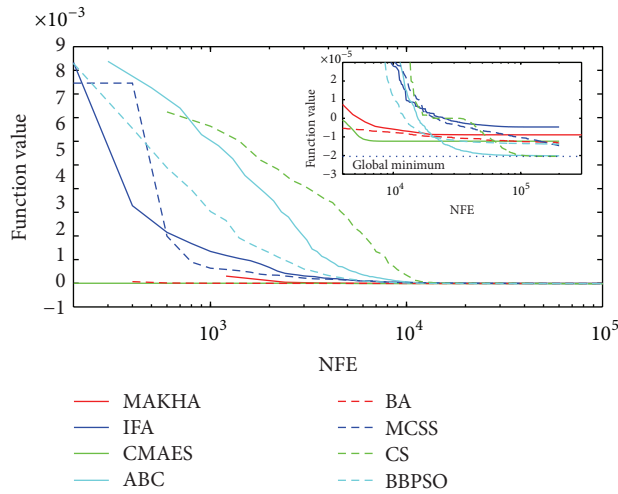 ×10⁻³
9
8
7
6
5
4
3
2
1
0
−1
Function value
10³
10⁴
10⁵
NFE
×10⁻⁵
2
1
0
−1
−2
−3
Function value
Global minimum
10⁴
10⁵
NFE
MAKHA
IFA
CMAES
ABC
BA
MCSS
CS
BBPSO